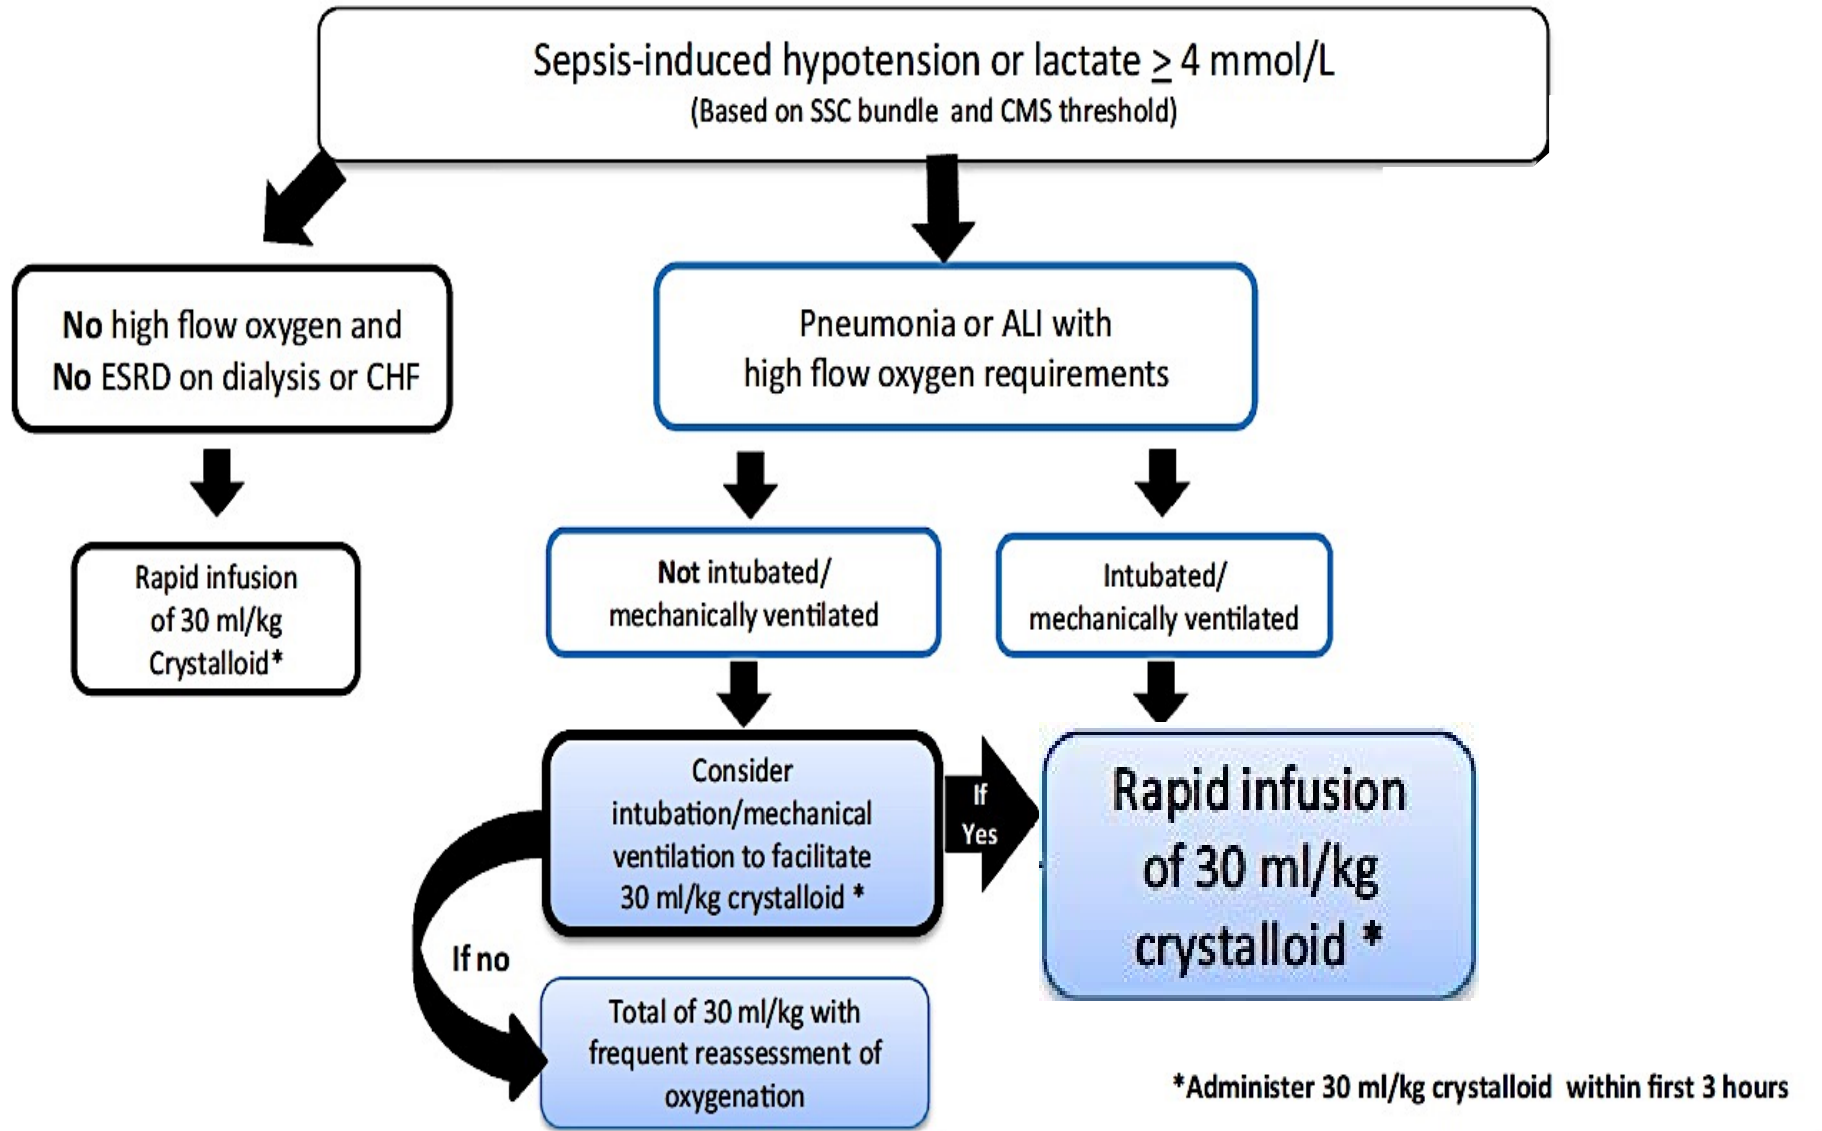 Sepsis-induced hypotension or lactate ≥ 4 mmol/L
(Based on SSC bundle and CMS threshold)
No high flow oxygen and
No ESRD on dialysis or CHF
Pneumonia or ALI with
high flow oxygen requirements
Rapid infusion
of 30 ml/kg
Crystalloid*
Not intubated/
mechanically ventilated
Intubated/
mechanically ventilated
Consider
intubation/mechanical
ventilation to facilitate
30 ml/kg crystalloid *
If
Yes
Rapid infusion
of 30 ml/kg
crystalloid *
If no
Total of 30 ml/kg with
frequent reassessment of
oxygenation
*Administer 30 ml/kg crystalloid within first 3 hours